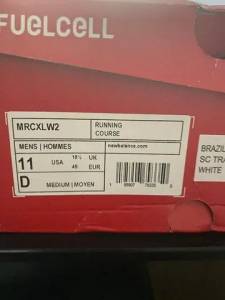 FUELCELL
MRCXLW2
RUNNING
COURSE
MENS | HOMMES
newbalance.com
11 USA 10½ UK
45 EUR
D MEDIUM | MOYEN
BRAZIL
SC TRA
WHITE